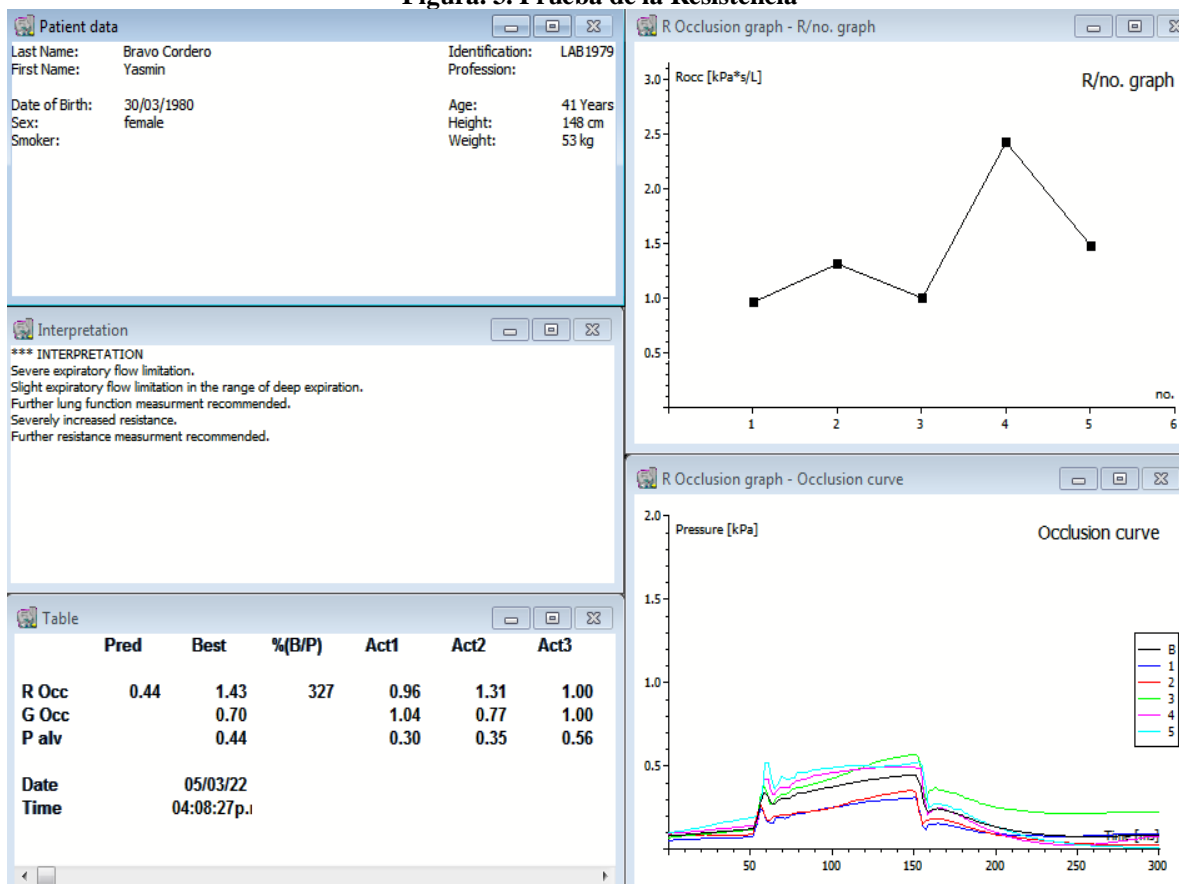 Figura. 3. Prueba de la Resistencia
Patient data
Last Name: Bravo Cordero Identification: LAB1979
First Name: Yasmin Profession:
Date of Birth: 30/03/1980 Age: 41 Years
Sex: female Height: 148 cm
Smoker: Weight: 53 kg
Interpretation
*** INTERPRETATION
Severe expiratory flow limitation.
Slight expiratory flow limitation in the range of deep expiration.
Further lung function measurment recommended.
Severely increased resistance.
Further resistance measurment recommended.
Table
Pred Best %(B/P) Act1 Act2 Act3
R Occ 0.44 1.43 327 0.96 1.31 1.00
G Occ 0.70 1.04 0.77 1.00
P alv 0.44 0.30 0.35 0.56
Date 05/03/22
Time 04:08:27p.
R Occlusion graph - R/no. graph
Rocc [kPa*s/L]
R/no. graph
3.0
2.5
2.0
1.5
1.0
0.5
no.
1 2 3 4 5 6
R Occlusion graph - Occlusion curve
2.0
Pressure [kPa]
Occlusion curve
1.5
1.0
0.5
B
1
2
3
4
5
50 100 150 200 250 300